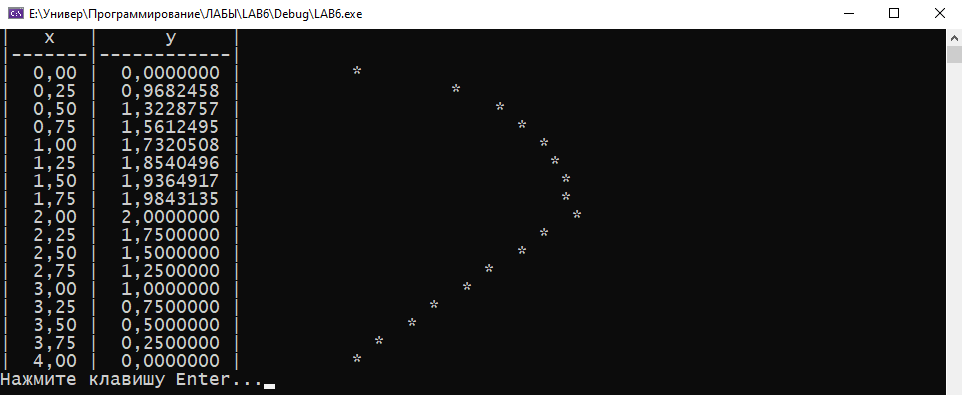 E:\Универ\Программирование\ЛАБЫ\LAB6\Debug\LAB6.exe
|   x   |      y     |
|-------|------------|
|  0,00 |  0,0000000 |          *
|  0,25 |  0,9682458 |                   *
|  0,50 |  1,3228757 |                       *
|  0,75 |  1,5612495 |                         *
|  1,00 |  1,7320508 |                           *
|  1,25 |  1,8540496 |                            *
|  1,50 |  1,9364917 |                             *
|  1,75 |  1,9843135 |                             *
|  2,00 |  2,0000000 |                              *
|  2,25 |  1,7500000 |                           *
|  2,50 |  1,5000000 |                         *
|  2,75 |  1,2500000 |                      *
|  3,00 |  1,0000000 |                    *
|  3,25 |  0,7500000 |                 *
|  3,50 |  0,5000000 |               *
|  3,75 |  0,2500000 |            *
|  4,00 |  0,0000000 |          *
Нажмите клавишу Enter..._